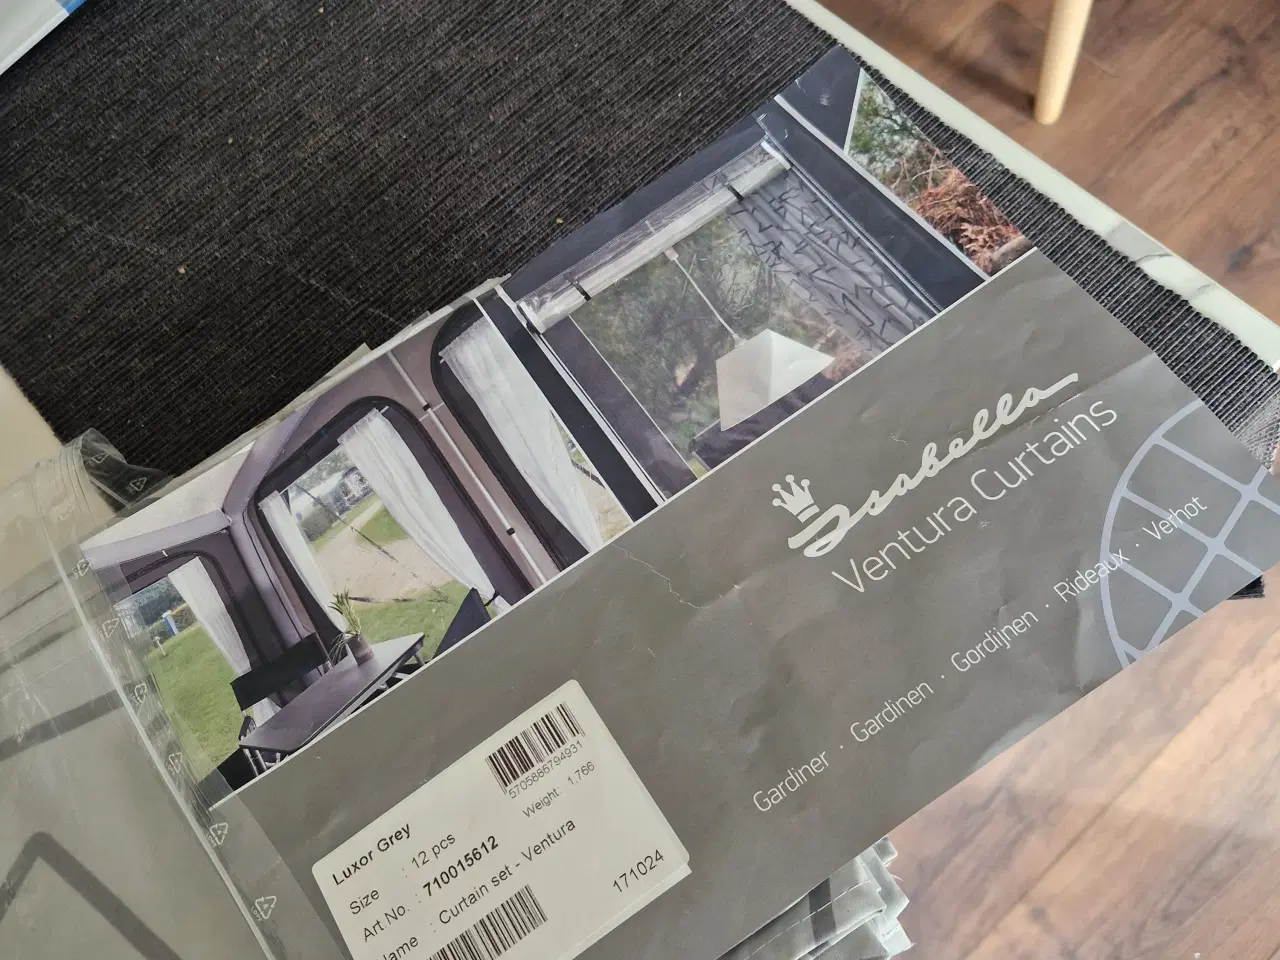 Isabella
Ventura Curtains
Gardiner · Gardinen · Gordijnen · Rideaux · Verhot
5705886794931
Weight: 1.766
Luxor Grey
Size : 12 pcs
Art.No. : 710015612
ame : Curtain set - Ventura
171024